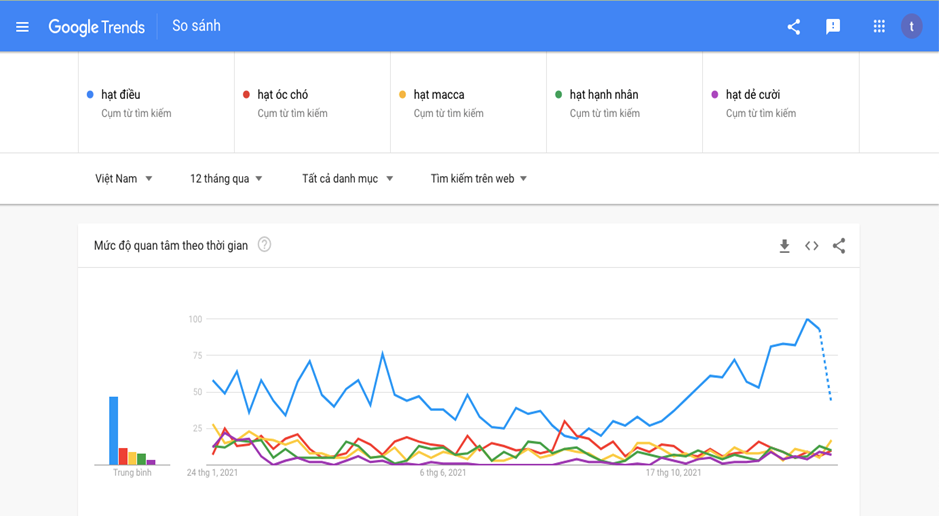 Google Trends So sánh
t
hạt điều
Cụm từ tìm kiếm
hạt óc chó
Cụm từ tìm kiếm
hạt macca
Cụm từ tìm kiếm
hạt hạnh nhân
Cụm từ tìm kiếm
hạt dẻ cười
Cụm từ tìm kiếm
Việt Nam 12 tháng qua Tất cả danh mục Tìm kiếm trên web
Mức độ quan tâm theo thời gian ?
100
75
50
25
Trung bình 24 thg 1, 2021 6 thg 6, 2021 17 thg 10, 2021